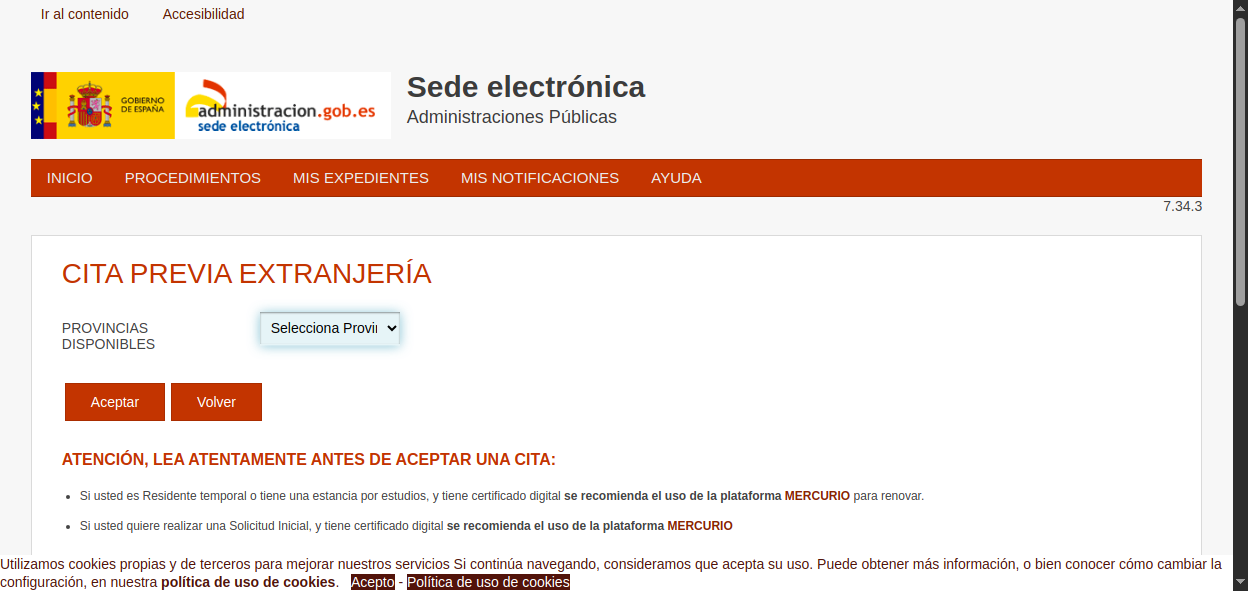 Ir al contenido Accesibilidad
GOBIERNO
DE ESPAÑA
administracion.gob.es
sede electrónica
Sede electrónica
Administraciones Públicas
INICIO PROCEDIMIENTOS MIS EXPEDIENTES MIS NOTIFICACIONES AYUDA
7.34.3
CITA PREVIA EXTRANJERÍA
PROVINCIAS
DISPONIBLES
Selecciona Provin
Aceptar Volver
ATENCIÓN, LEA ATENTAMENTE ANTES DE ACEPTAR UNA CITA:
• Si usted es Residente temporal o tiene una estancia por estudios, y tiene certificado digital se recomienda el uso de la plataforma MERCURIO para renovar.
• Si usted quiere realizar una Solicitud Inicial, y tiene certificado digital se recomienda el uso de la plataforma MERCURIO
Utilizamos cookies propias y de terceros para mejorar nuestros servicios Si continúa navegando, consideramos que acepta su uso. Puede obtener más información, o bien conocer cómo cambiar la
configuración, en nuestra política de uso de cookies. Acepto - Política de uso de cookies